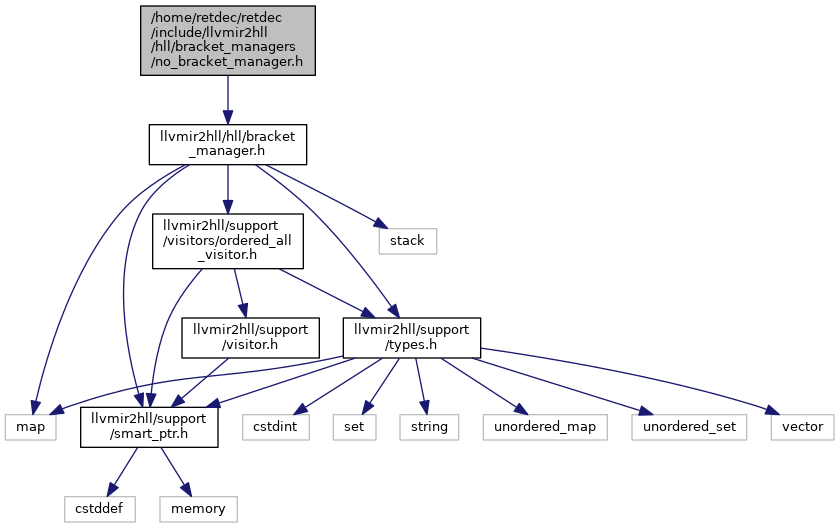 /home/retdec/retdec
/include/llvmir2hll
/hll/bracket_managers
/no_bracket_manager.h
llvmir2hll/hll/bracket
_manager.h
llvmir2hll/support
/visitors/ordered_all
_visitor.h
stack
llvmir2hll/support
/visitor.h
llvmir2hll/support
/types.h
map
llvmir2hll/support
/smart_ptr.h
cstdint
set
string
unordered_map
unordered_set
vector
cstddef
memory